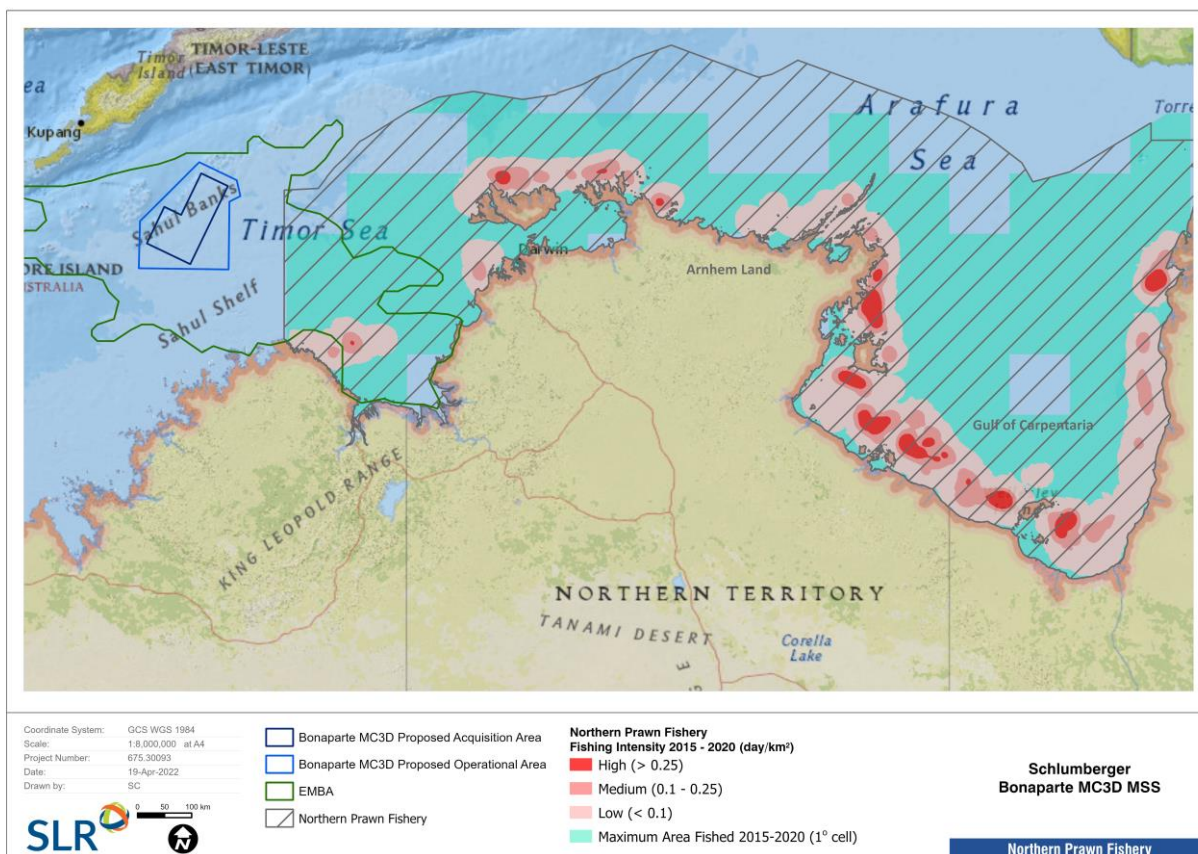 TIMOR-LESTE
(EAST TIMOR)
Timor
Island
ea
Kupang
Arafura
Sea
Torre
Sahul Banks
Timor Sea
ORE ISLAND
USTRALIA
Sahul Shelf
Darwin
Arnhem Land
Gulf of Carpentaria
KING LEOPOLD RANGE
NORTHERN TERRITORY
TANAMI DESERT
Corella
Lake
Coordinate System: GCS WGS 1984
Scale: 1:8,000,000 at A4
Project Number: 675.30093
Date: 19-Apr-2022
Drawn by: SC
SLR
0 50 100 km
N
Bonaparte MC3D Proposed Acquisition Area
Bonaparte MC3D Proposed Operational Area
EMBA
Northern Prawn Fishery
Northern Prawn Fishery
Fishing Intensity 2015 - 2020 (day/km²)
High (> 0.25)
Medium (0.1 - 0.25)
Low (< 0.1)
Maximum Area Fished 2015-2020 (1° cell)
Schlumberger
Bonaparte MC3D MSS
Northern Prawn Fishery